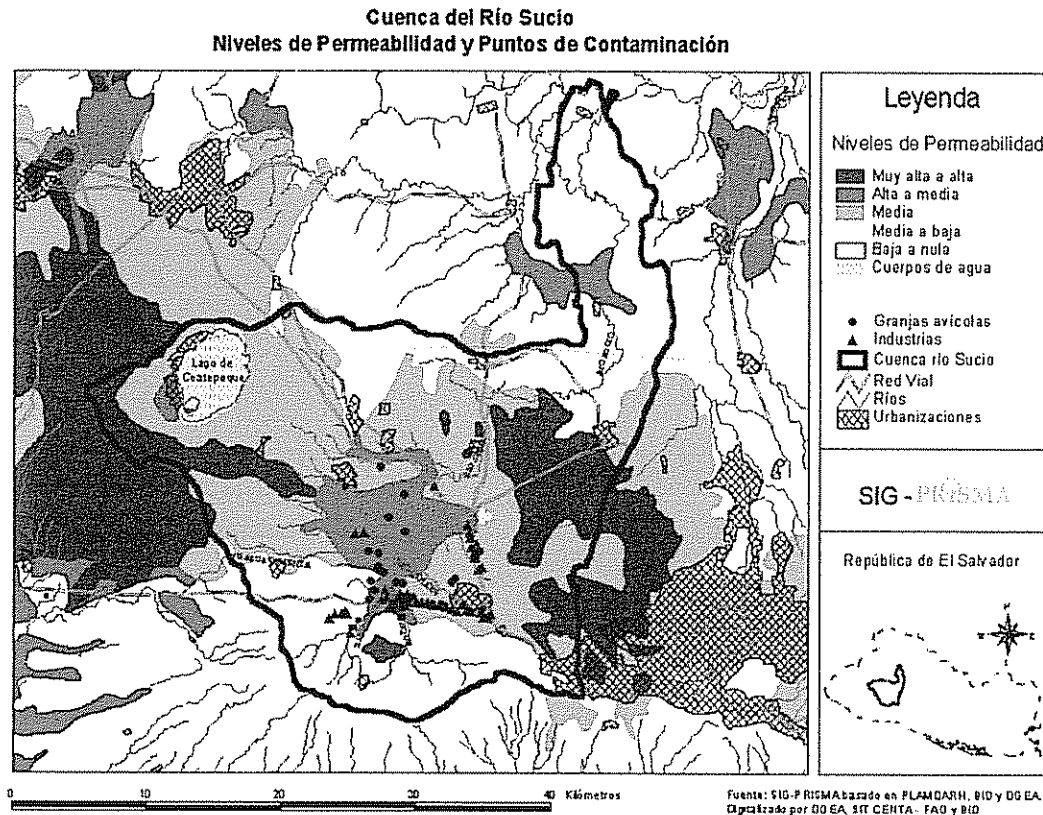 Cuenca del Río Sucio
Niveles de Permeabilidad y Puntos de Contaminación
Lago de
Coatepeque
Leyenda
Niveles de Permeabilidad
Muy alta a alta
Alta a media
Media
Media a baja
Baja a nula
Cuerpos de agua
Granjas avícolas
Industrias
Cuenca río Sucio
Red Vial
Ríos
Urbanizaciones
SIG - PRISMA
República de El Salvador
0 10 20 30 40 Kilómetros
Fuente: SIG-PRISMA basado en PLAMDARH, BID y DGEA.
Digitalizado por DGEA, SIT CENTA - FAO y BID